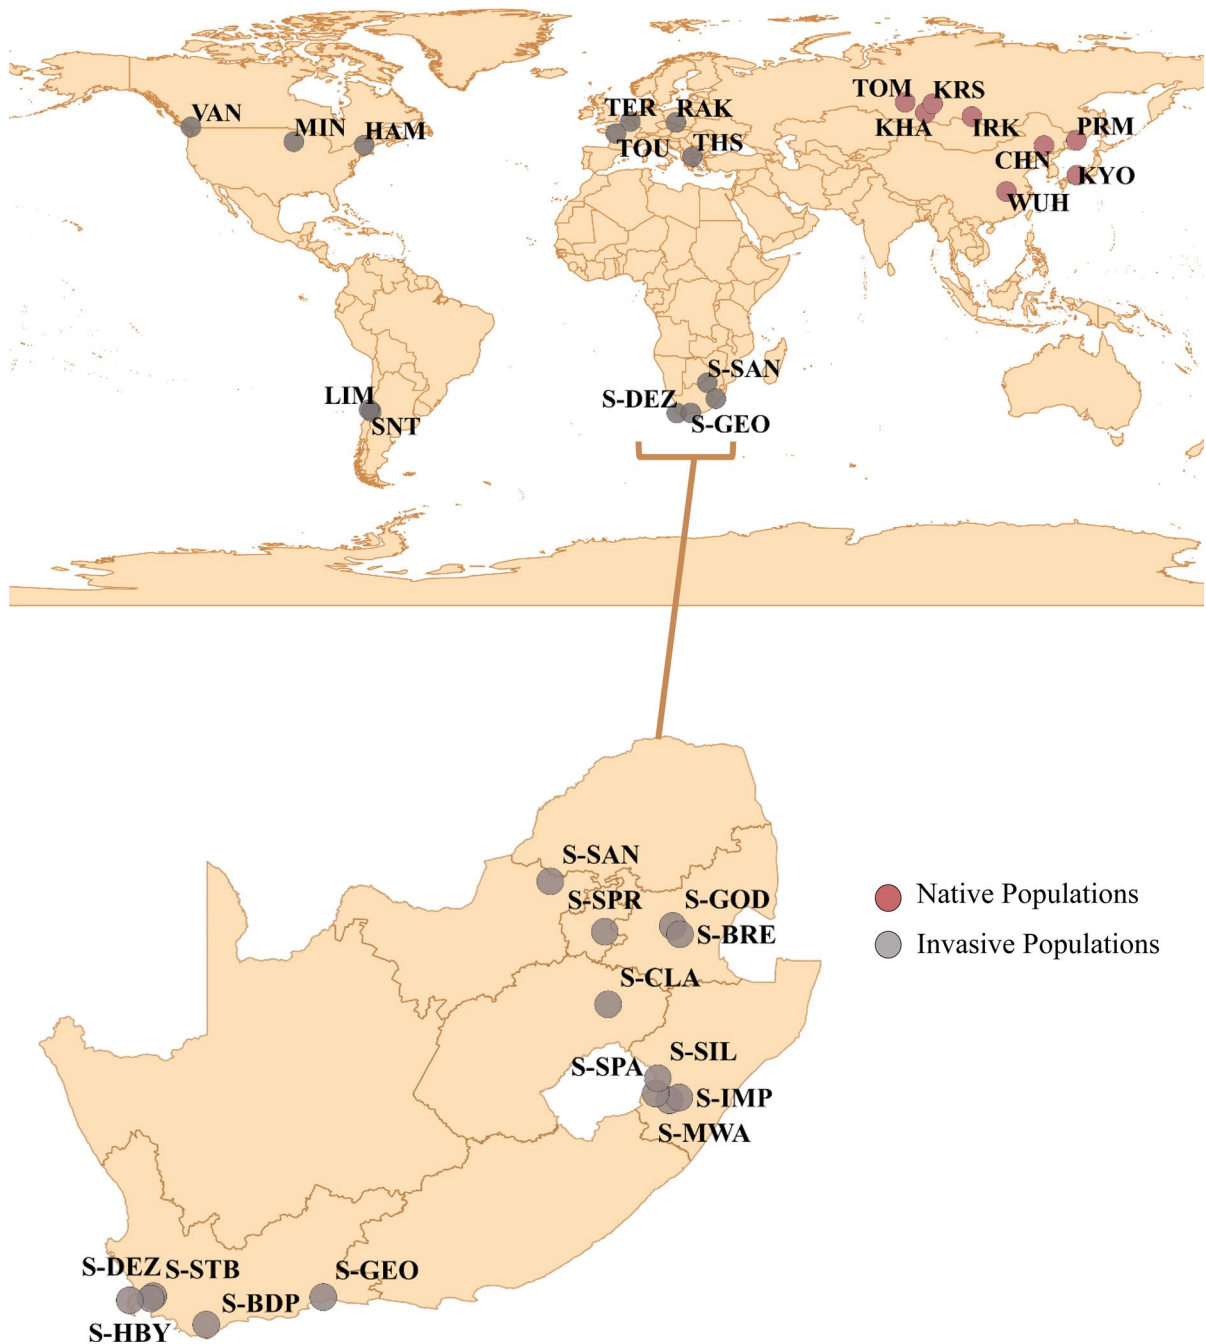 TOM
KRS
VAN
TER
RAK
MIN
HAM
KHA
IRK
PRM
TOU
THS
CHN
KYO
WUH
S-SAN
LIM
S-DEZ
SNT
S-GEO
S-SAN
S-SPR
S-GOD
Native Populations
S-BRE
Invasive Populations
S-CLA
S-SIL
S-SPA
S-IMP
S-MWA
S-DEZ
S-STB
S-GEO
S-BDP
S-HBY